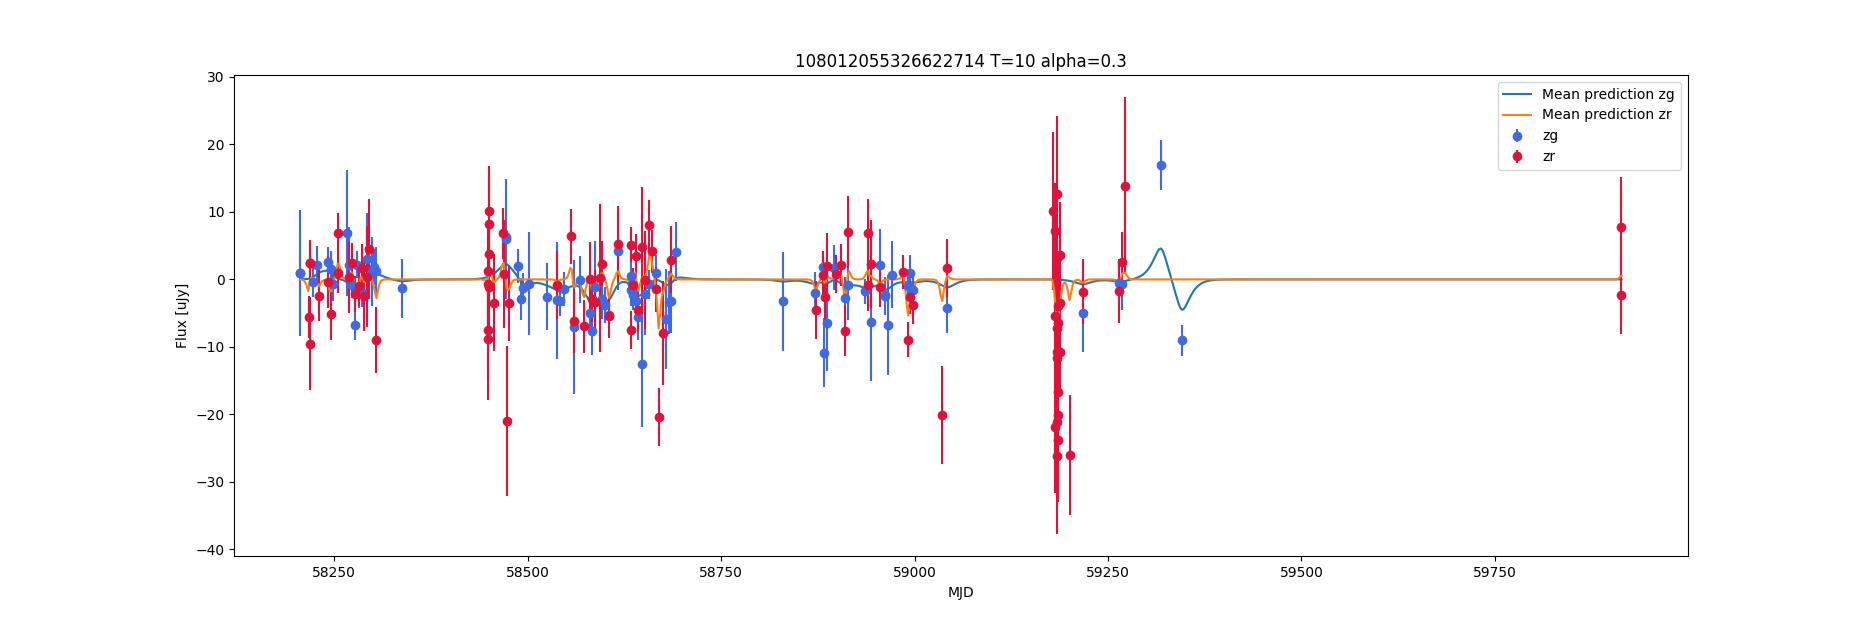 108012055326622714 T=10 alpha=0.3
Mean prediction zg
Mean prediction zr
zg
zr
Flux [uJy]
30
20
10
0
−10
−20
−30
−40
58250 58500 58750 59000 59250 59500 59750
MJD